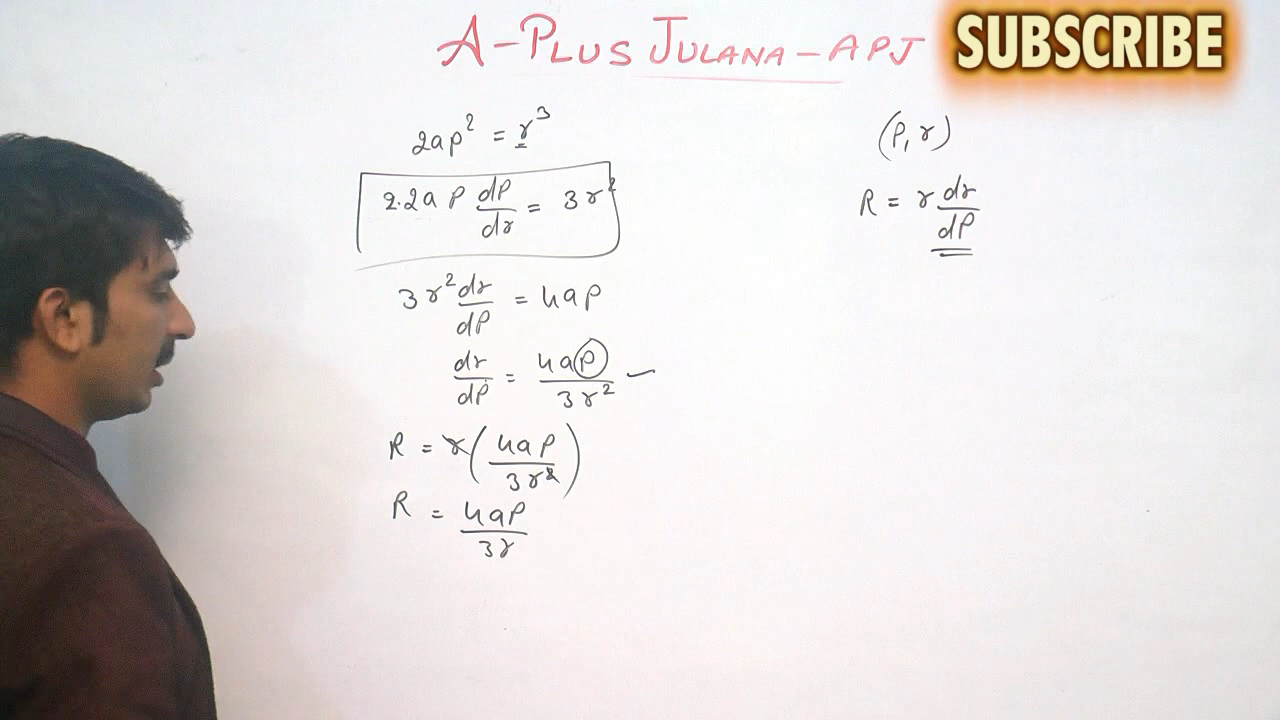 A-PLUS JULANA - APJ
SUBSCRIBE
2ap² = r³
2.2a p dp/dr = 3r²
3r² dr/dp = 4ap
dr/dp = 4ap/3r²
R = r(4ap/3r²)
R = 4ap/3r
(p, r)
R = r dr/dp